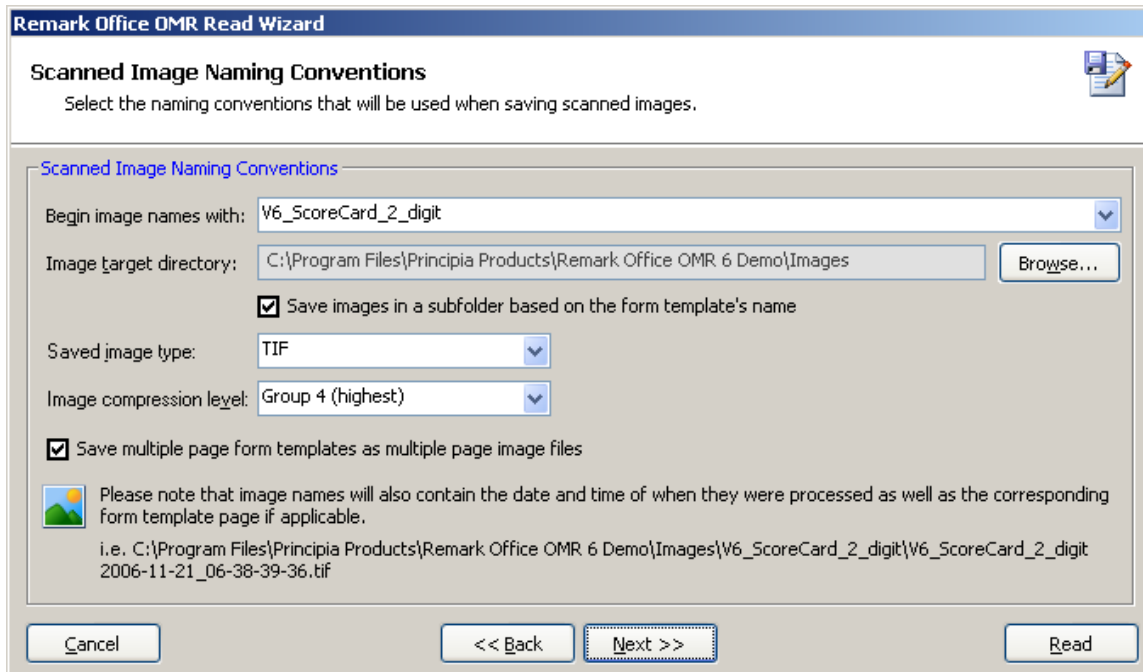 Remark Office OMR Read Wizard
Scanned Image Naming Conventions
Select the naming conventions that will be used when saving scanned images.
Scanned Image Naming Conventions
Begin image names with: V6_ScoreCard_2_digit
Image target directory: C:\Program Files\Principia Products\Remark Office OMR 6 Demo\Images Browse...
Save images in a subfolder based on the form template's name
Saved image type: TIF
Image compression level: Group 4 (highest)
Save multiple page form templates as multiple page image files
Please note that image names will also contain the date and time of when they were processed as well as the corresponding
form template page if applicable.
i.e. C:\Program Files\Principia Products\Remark Office OMR 6 Demo\Images\V6_ScoreCard_2_digit\V6_ScoreCard_2_digit
2006-11-21_06-38-39-36.tif
Cancel << Back Next >> Read